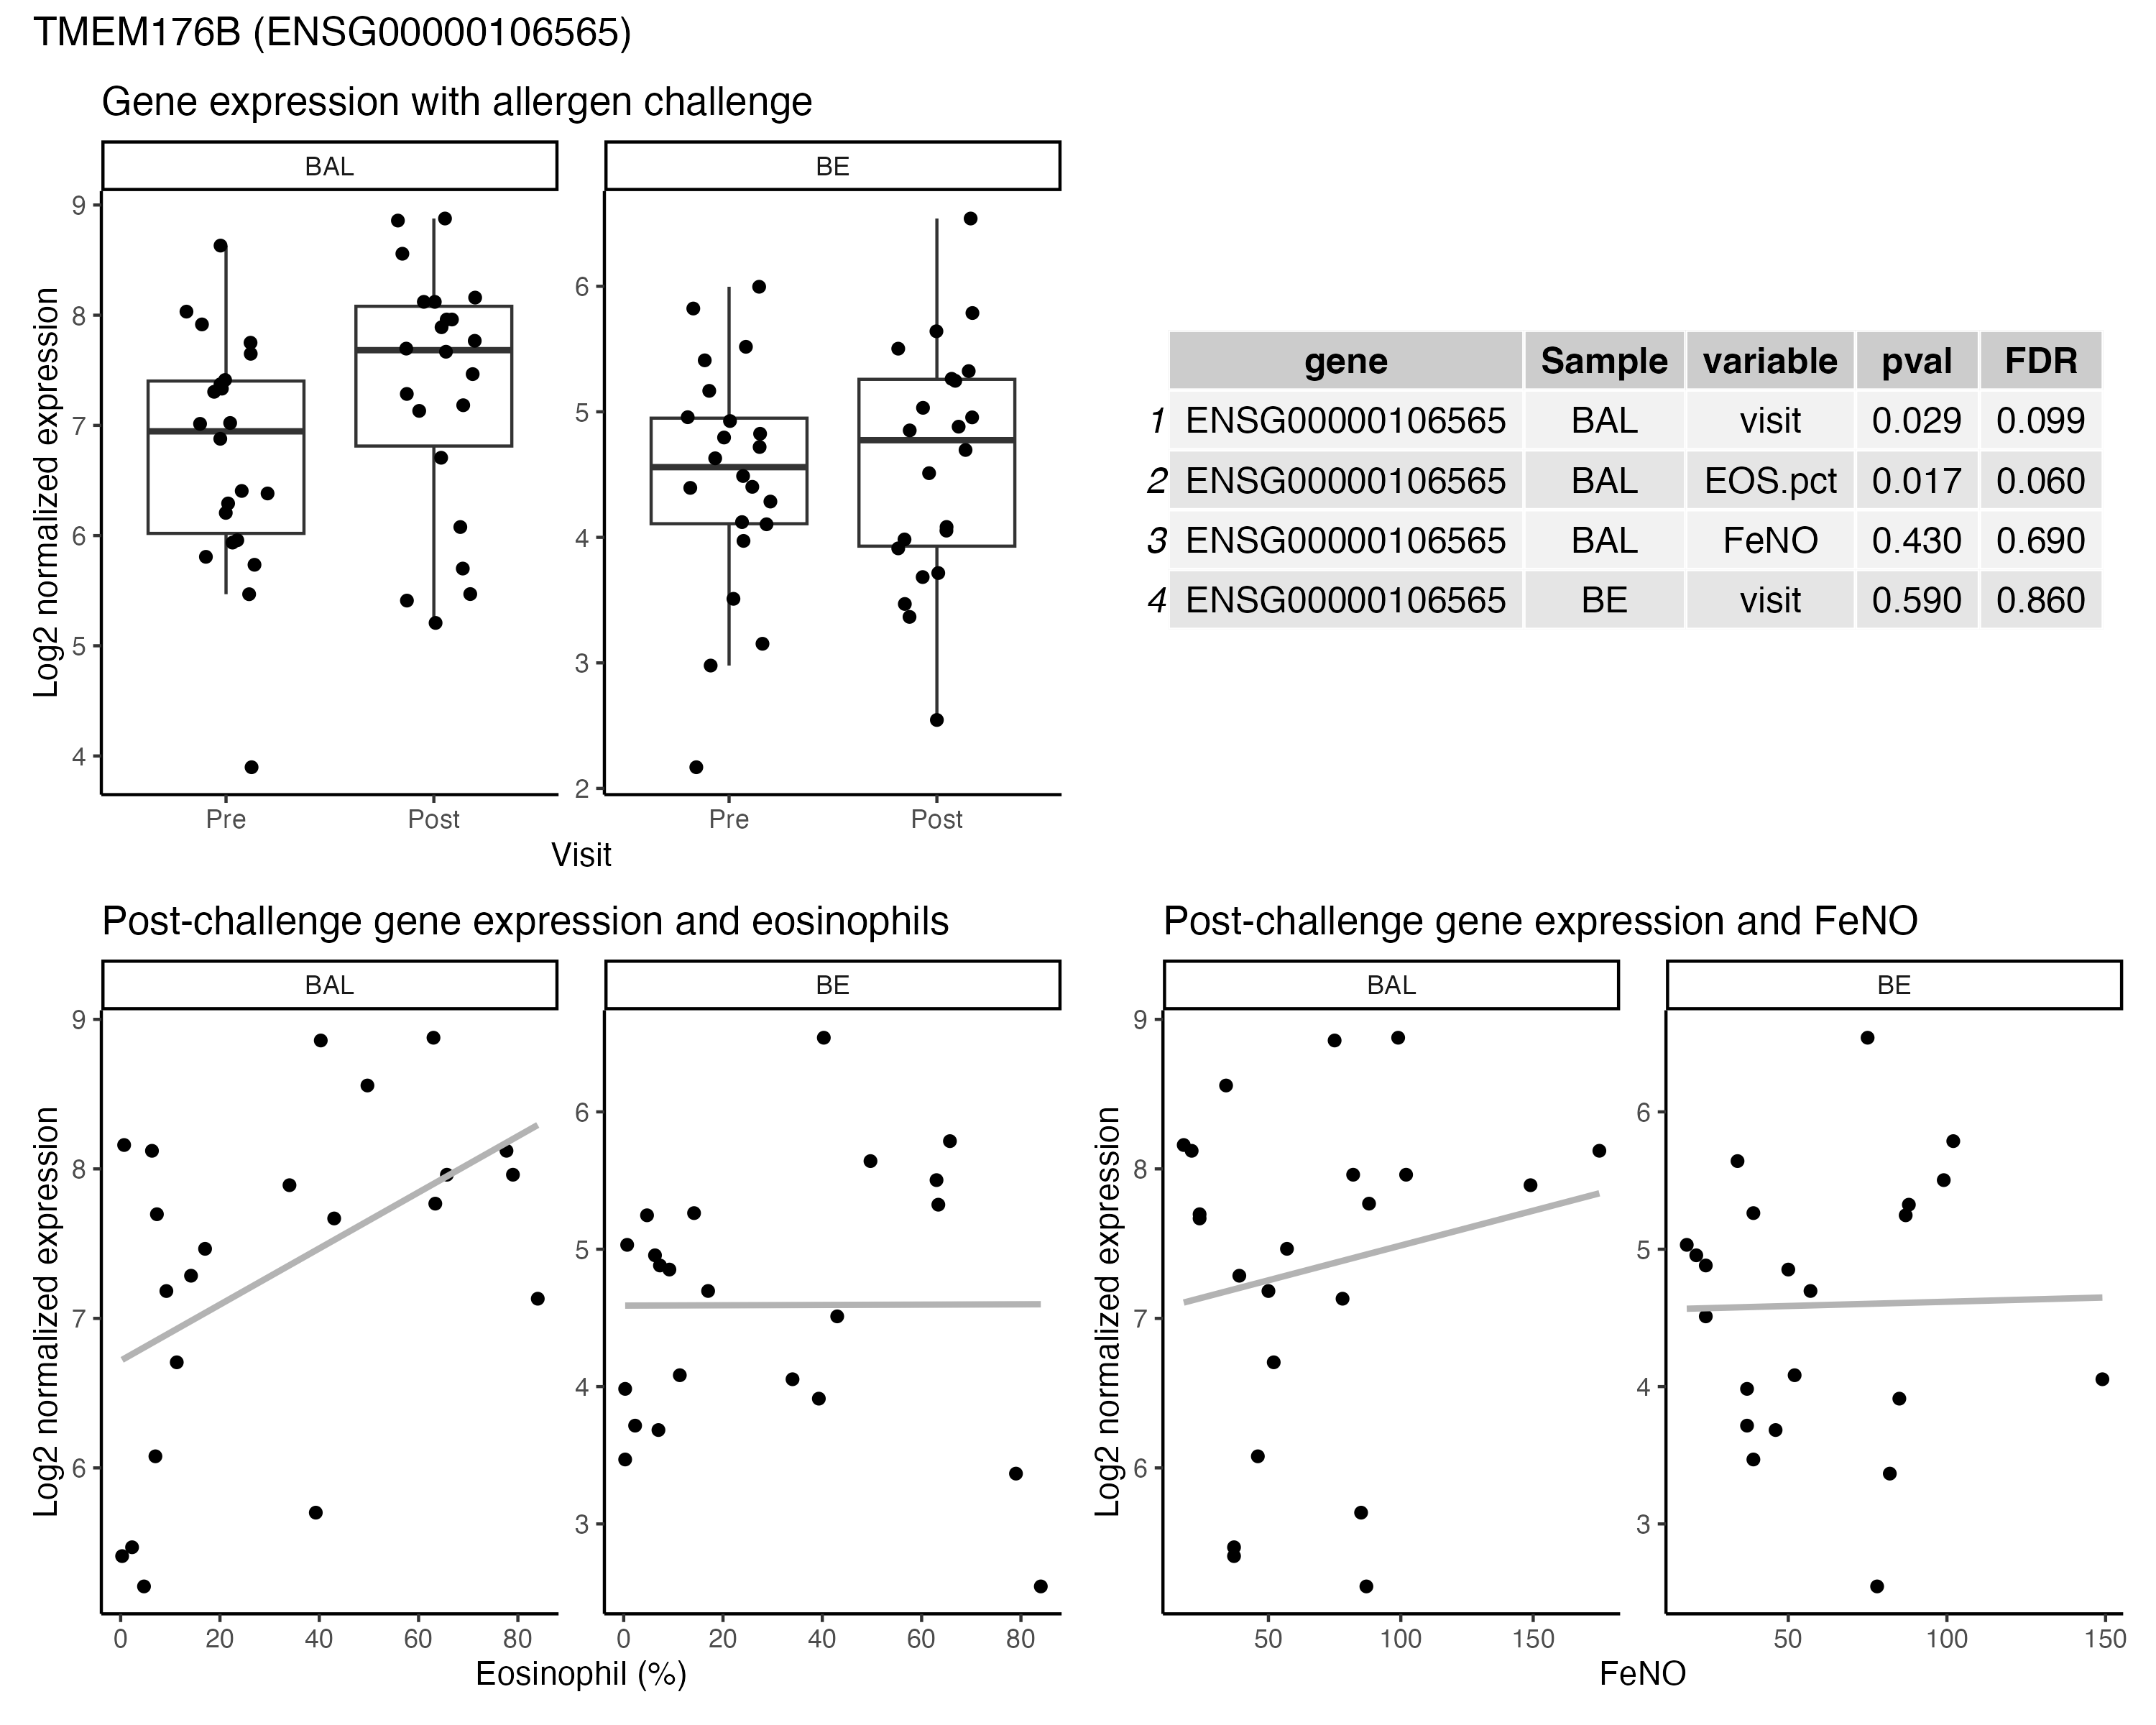 TMEM176B (ENSG00000106565)
Gene expression with allergen challenge
BAL
BE
Log2 normalized expression
9
8
7
6
5
4
6
5
4
3
2
Pre
Post
Pre
Post
Visit
gene Sample variable pval FDR
1 ENSG00000106565 BAL visit 0.029 0.099
2 ENSG00000106565 BAL EOS.pct 0.017 0.060
3 ENSG00000106565 BAL FeNO 0.430 0.690
4 ENSG00000106565 BE visit 0.590 0.860
Post-challenge gene expression and eosinophils
BAL
BE
Log2 normalized expression
9
8
7
6
6
5
4
3
0 20 40 60 80
0 20 40 60 80
Eosinophil (%)
Post-challenge gene expression and FeNO
BAL
BE
Log2 normalized expression
9
8
7
6
6
5
4
3
50 100 150
50 100 150
FeNO